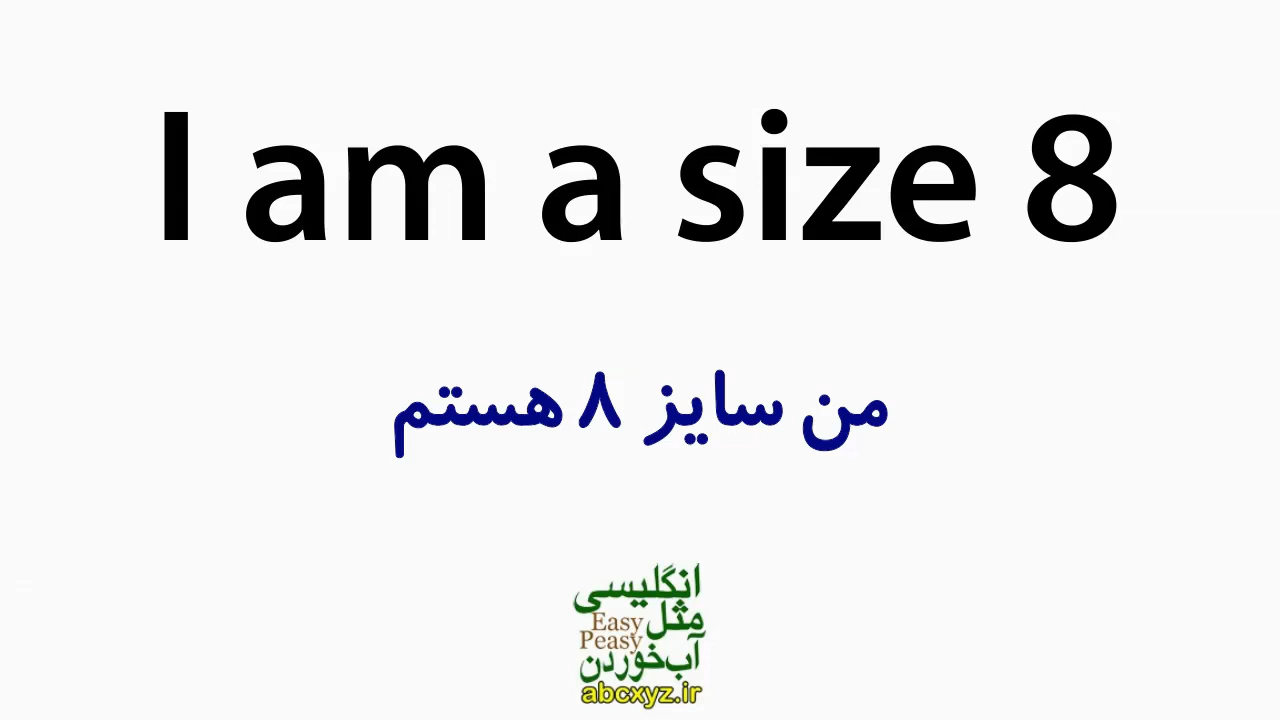 I am a size 8
من سایز ۸ هستم
انگلیسی
مثل
Easy
Peasy
آب‌خوردن
abcxyz.ir